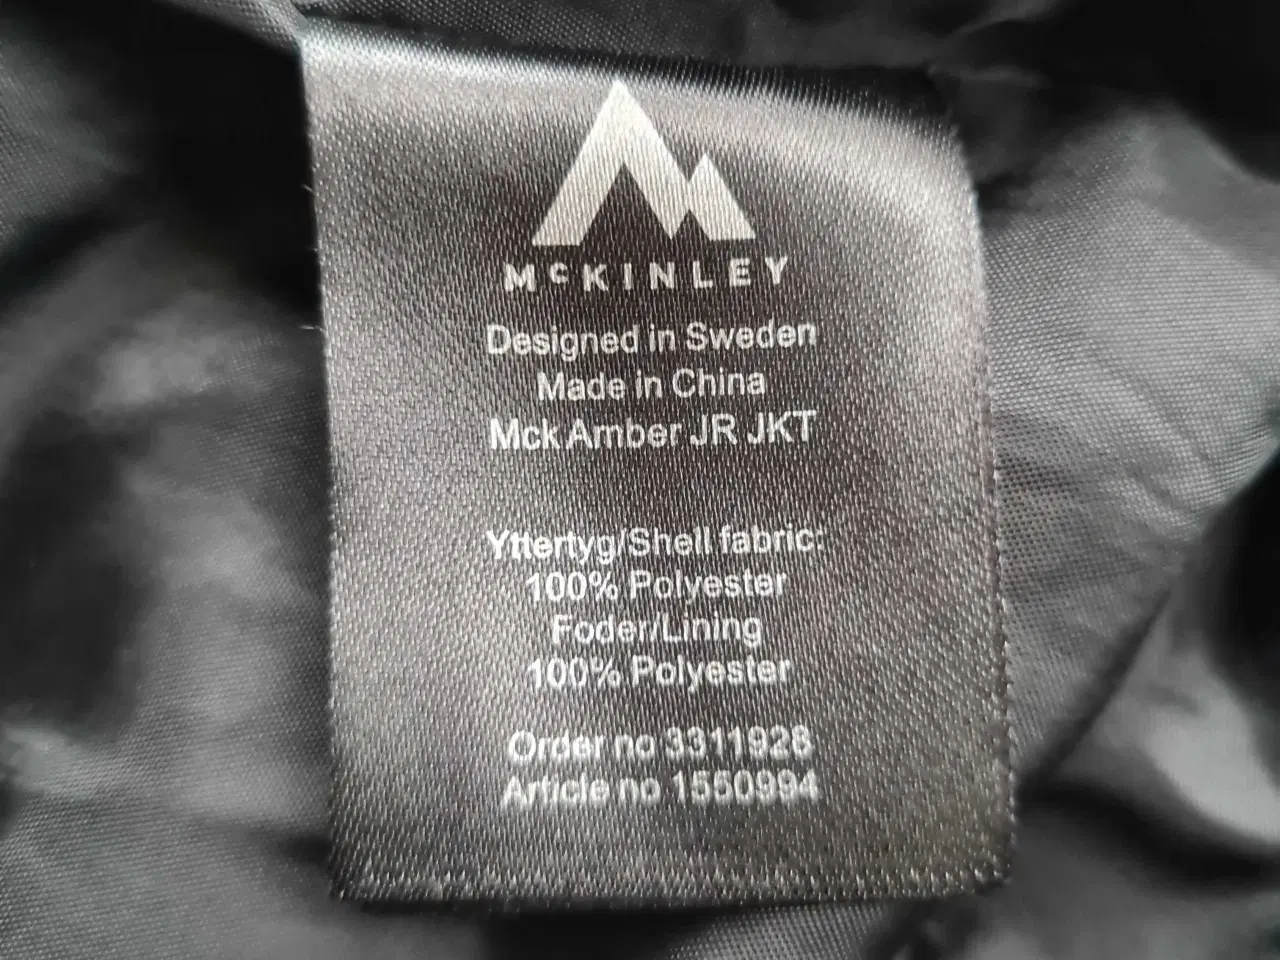 McKINLEY
Designed in Sweden
Made in China
Mck Amber JR JKT
Yttertyg/Shell fabric:
100% Polyester
Foder/Lining
100% Polyester
Order no 3311928
Article no 1550994